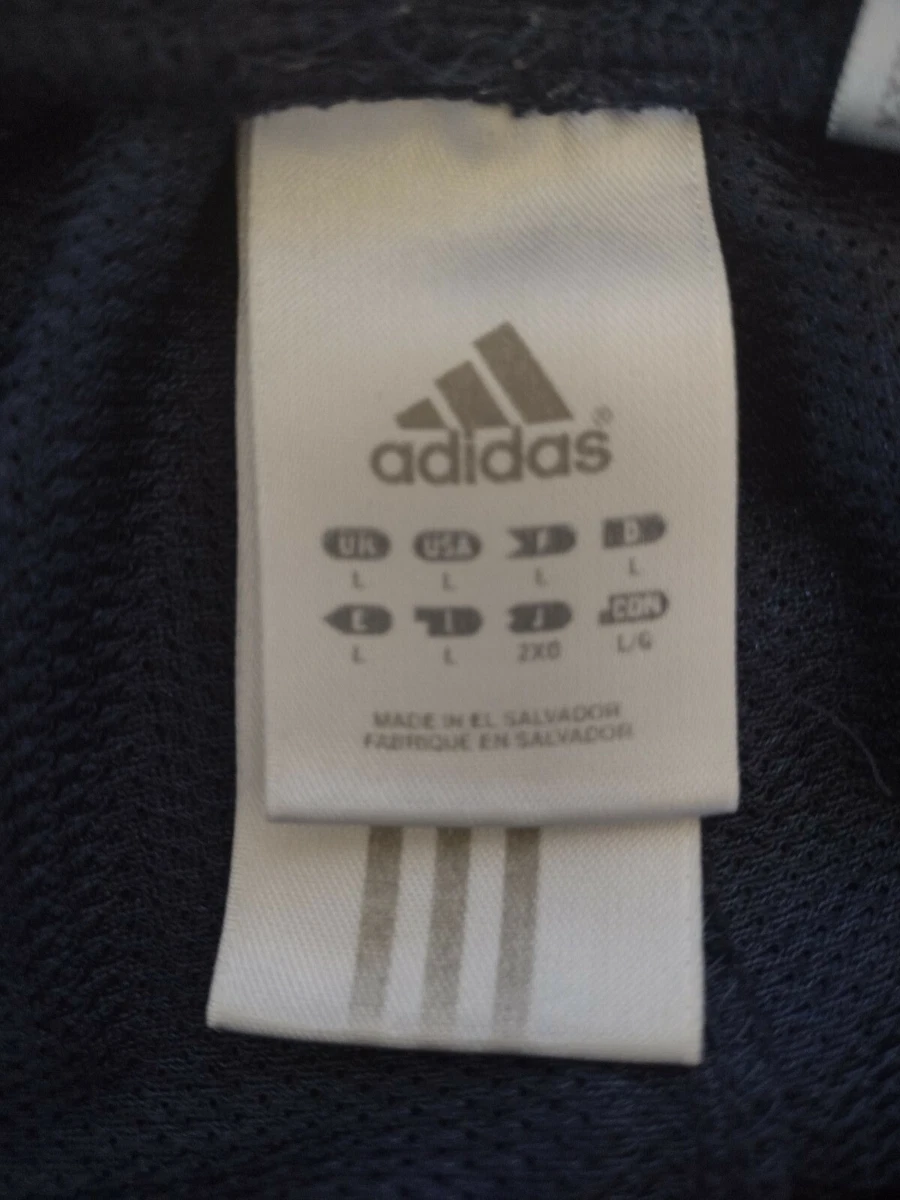 adidas®
UK USA F D
L L L L
E I J CDN
L L 2XO L/G
MADE IN EL SALVADOR
FABRIQUE EN SALVADOR